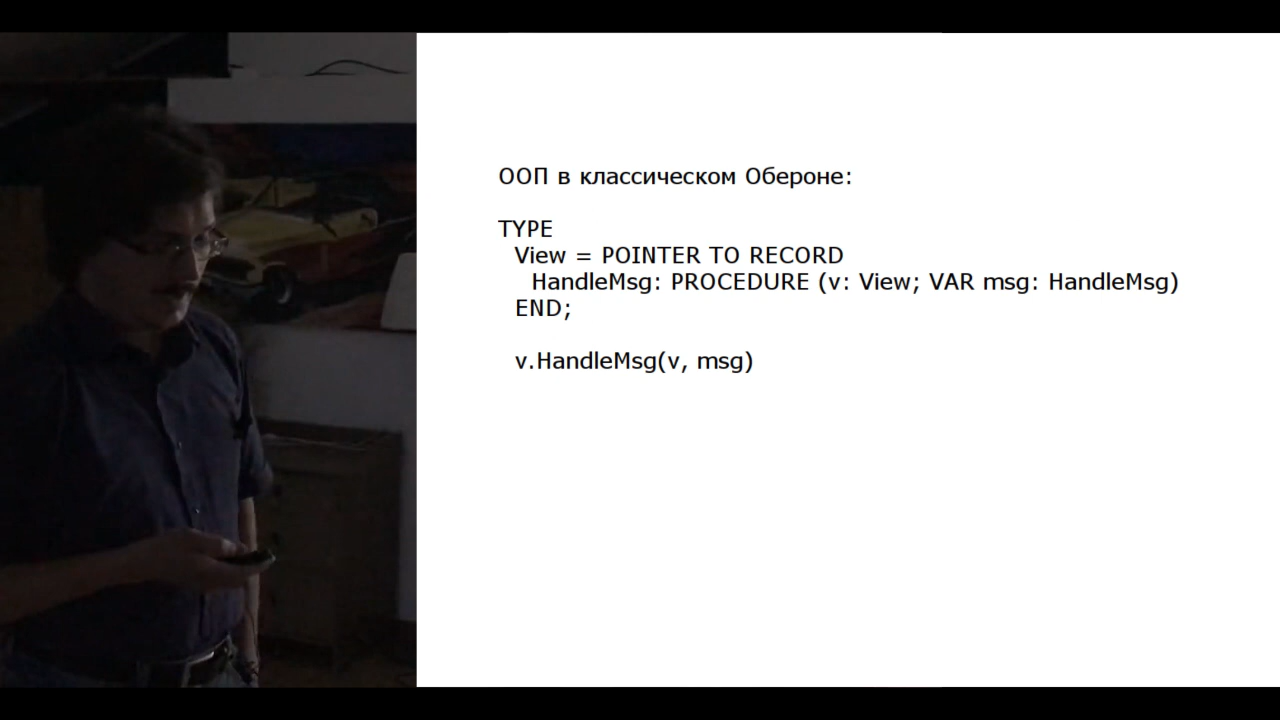 ООП в классическом Обероне:
TYPE
View = POINTER TO RECORD
HandleMsg: PROCEDURE (v: View; VAR msg: HandleMsg)
END;
v.HandleMsg(v, msg)